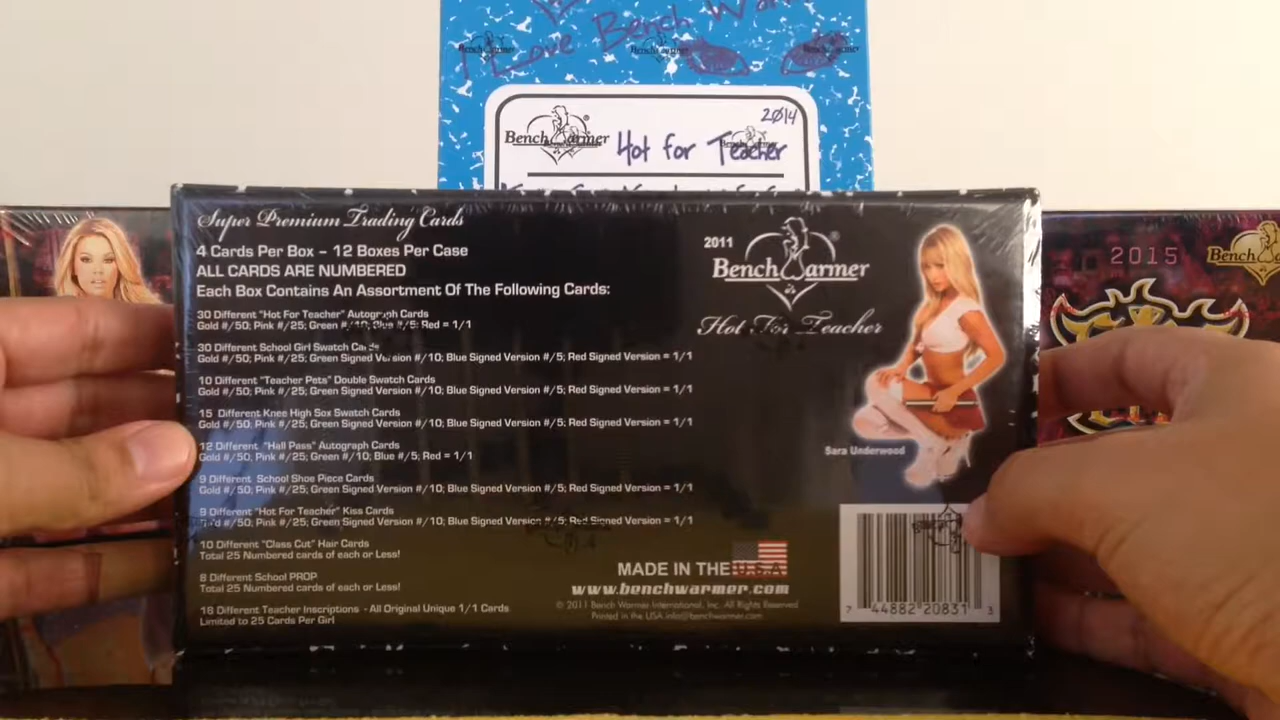 I Love Bench War
2014
BenchWarmer Hot for Teacher
Super Premium Trading Cards
4 Cards Per Box – 12 Boxes Per Case
ALL CARDS ARE NUMBERED
Each Box Contains An Assortment Of The Following Cards:
30 Different "Hot For Teacher" Autograph Cards
Gold #/50; Pink #/25; Green #/10; Blue #/5; Red = 1/1
30 Different School Girl Swatch Cards
Gold #/50, Pink #/25; Green Signed Version #/10; Blue Signed Version #/5; Red Signed Version = 1/1
10 Different "Teacher Pets" Double Swatch Cards
Gold #/50, Pink #/25; Green Signed Version #/10; Blue Signed Version #/5; Red Signed Version = 1/1
15 Different Knee High Sox Swatch Cards
Gold #/50, Pink #/25; Green Signed Version #/10; Blue Signed Version #/5; Red Signed Version = 1/1
12 Different "Hall Pass" Autograph Cards
Gold #/50, Pink #/25; Green #/10, Blue #/5; Red = 1/1
9 Different School Shoe Piece Cards
Gold #/50; Pink #/25; Green Signed Version #/10; Blue Signed Version #/5; Red Signed Version = 1/1
9 Different "Hot For Teacher" Kiss Cards
Gold #/50; Pink #/25; Green Signed Version #/10; Blue Signed Version #/5; Red Signed Version = 1/1
10 Different "Class Cut" Hair Cards
Total 25 Numbered cards of each or Less!
8 Different School PROP
Total 25 Numbered cards of each or Less!
18 Different Teacher Inscriptions - All Original Unique 1/1 Cards
Limited to 25 Cards Per Girl
2011
BenchWarmer
Hot For Teacher
Sara Underwood
MADE IN THE U.S.A
www.benchwarmer.com
© 2011 Bench Warmer International, Inc. All Rights Reserved
Printed in the USA info@benchwarmer.com
7 44882 20831 3
2015
Bench